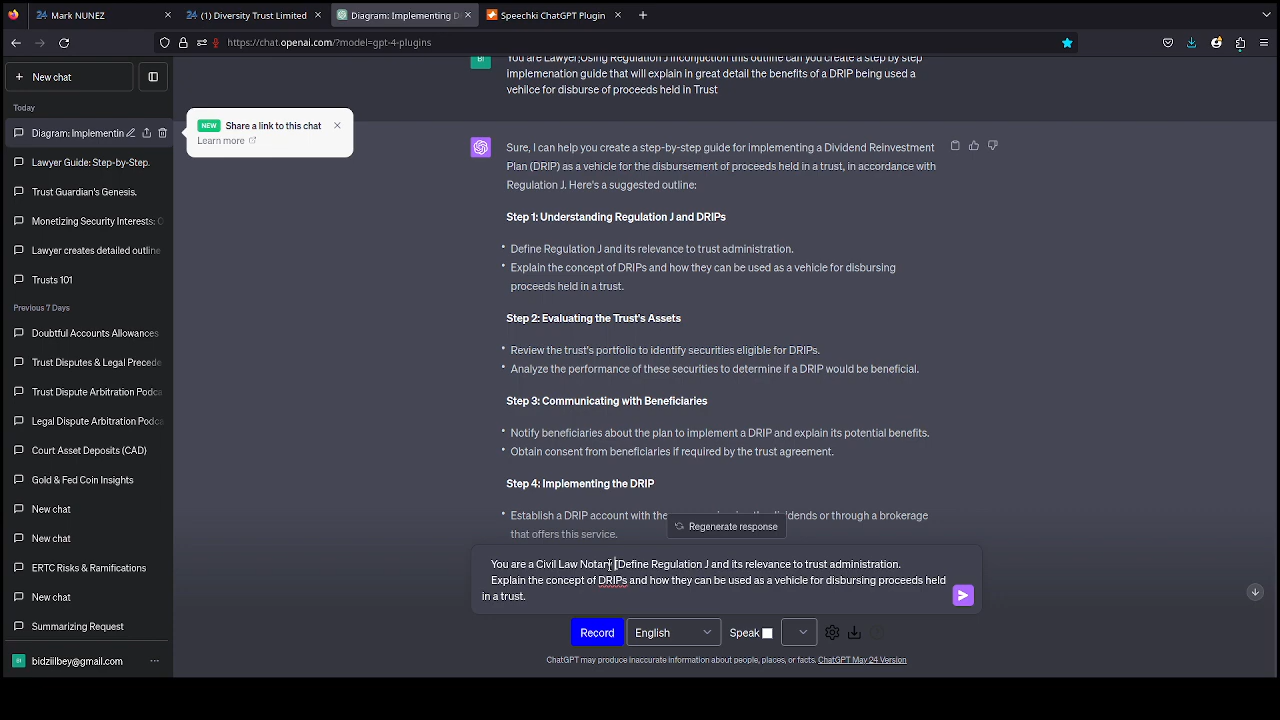 Mark NUNEZ
(1) Diversity Trust Limited
Diagram: Implementing D
Speechki ChatGPT Plugin
https://chat.openai.com/?model=gpt-4-plugins
New chat
Today
Diagram: Implementin
Lawyer Guide: Step-by-Step.
Trust Guardian's Genesis.
Monetizing Security Interests: C
Lawyer creates detailed outline
Trusts 101
Previous 7 Days
Doubtful Accounts Allowances
Trust Disputes & Legal Precede
Trust Dispute Arbitration Podca
Legal Dispute Arbitration Podca
Court Asset Deposits (CAD)
Gold & Fed Coin Insights
New chat
New chat
ERTC Risks & Ramifications
New chat
Summarizing Request
bidziilbey@gmail.com
NEW Share a link to this chat
Learn more
You are Lawyer;Using Regulation J inConjuction this outline can you create a step by step
implemenation guide that will explain in great detail the benefits of a DRIP being used a
vehilce for disburse of proceeds held in Trust
Sure, I can help you create a step-by-step guide for implementing a Dividend Reinvestment
Plan (DRIP) as a vehicle for the disbursement of proceeds held in a trust, in accordance with
Regulation J. Here's a suggested outline:
Step 1: Understanding Regulation J and DRIPs
• Define Regulation J and its relevance to trust administration.
• Explain the concept of DRIPs and how they can be used as a vehicle for disbursing
proceeds held in a trust.
Step 2: Evaluating the Trust's Assets
• Review the trust's portfolio to identify securities eligible for DRIPs.
• Analyze the performance of these securities to determine if a DRIP would be beneficial.
Step 3: Communicating with Beneficiaries
• Notify beneficiaries about the plan to implement a DRIP and explain its potential benefits.
• Obtain consent from beneficiaries if required by the trust agreement.
Step 4: Implementing the DRIP
• Establish a DRIP account with the dividends or through a brokerage
that offers this service.
Regenerate response
You are a Civil Law Notary Define Regulation J and its relevance to trust administration.
Explain the concept of DRIPs and how they can be used as a vehicle for disbursing proceeds held
in a trust.
Record
English
Speak
ChatGPT may produce inaccurate information about people, places, or facts. ChatGPT May 24 Version